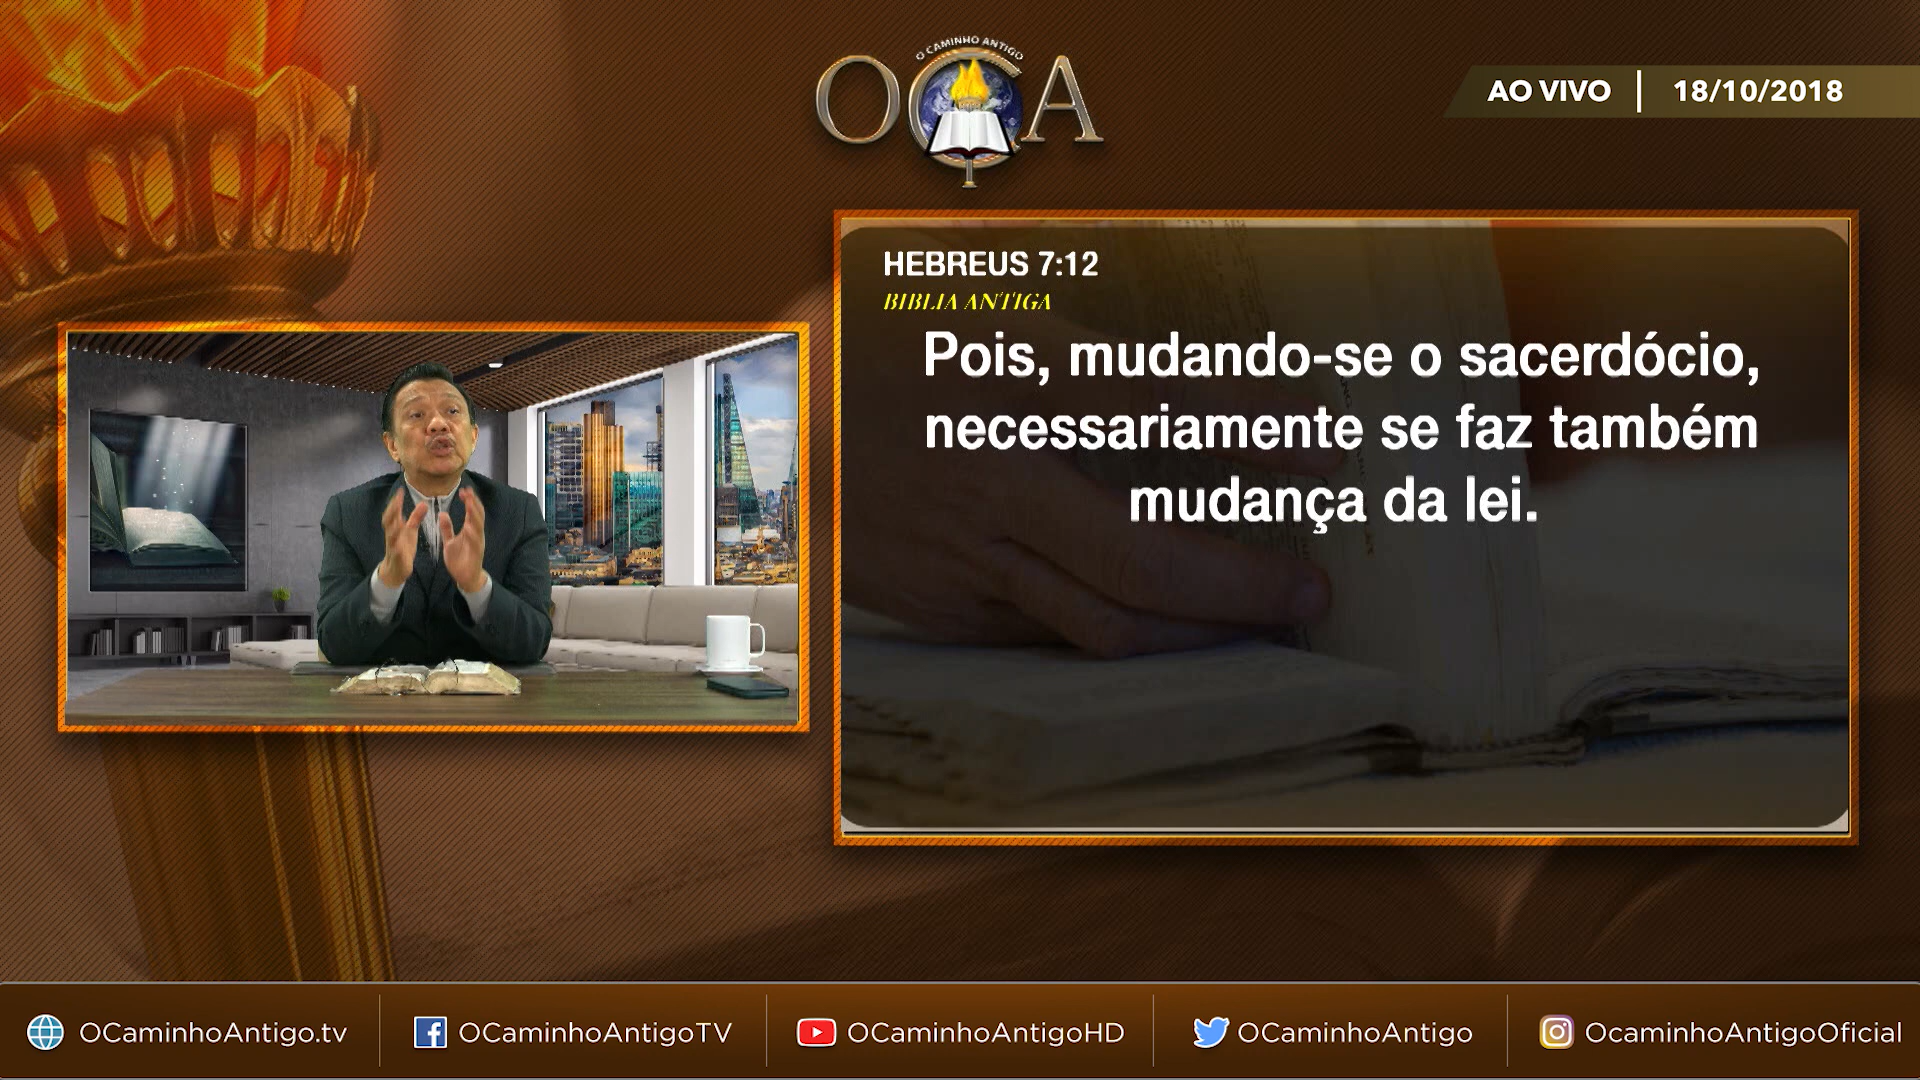 O CAMINHO ANTIGO
OCA
AO VIVO | 18/10/2018
HEBREUS 7:12
BIBLIA ANTIGA
Pois, mudando-se o sacerdócio,
necessariamente se faz também
mudança da lei.
OCaminhoAntigo.tv
OCaminhoAntigoTV
OCaminhoAntigoHD
OCaminhoAntigo
OcaminhoAntigoOficial